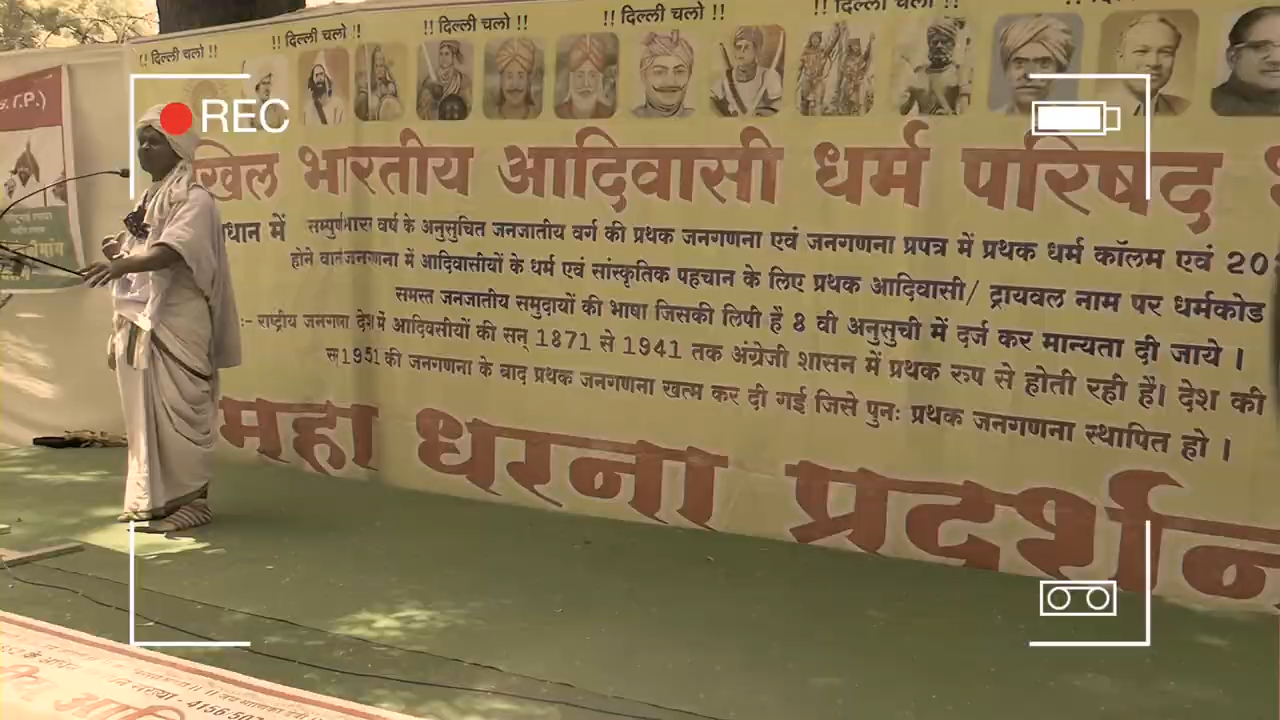 !! दिल्ली चलो !! !! दिल्ली चलो !! !! दिल्ली चलो !! !! दिल्ली चलो !! !! दिल्ली चलो !!
REC
खिल भारतीय आदिवासी धर्म परिषद
धान में सम्पुर्ण भारत वर्ष के अनुसुचित जनजातीय वर्ग की प्रथक जनगणना एवं जनगणना प्रपत्र में प्रथक धर्म कॉलम एवं 20
होने वाले जनगणना में आदिवासीयों के धर्म एवं सांस्कृतिक पहचान के लिए प्रथक आदिवासी/ ट्रायवल नाम पर धर्मकोड
समस्त जनजातीय समुदायों की भाषा जिसकी लिपी है 8 वी अनुसुची में दर्ज कर मान्यता दी जाये ।
:- राष्ट्रीय जनगणा देश में आदिवसीयों की सन् 1871 से 1941 तक अंग्रेजी शासन में प्रथक रुप से होती रही है। देश की
सन् 1951 की जनगणना के बाद प्रथक जनगणना खत्म कर दी गई जिसे पुनः प्रथक जनगणना स्थापित हो ।
महा धरना प्रदर्शन